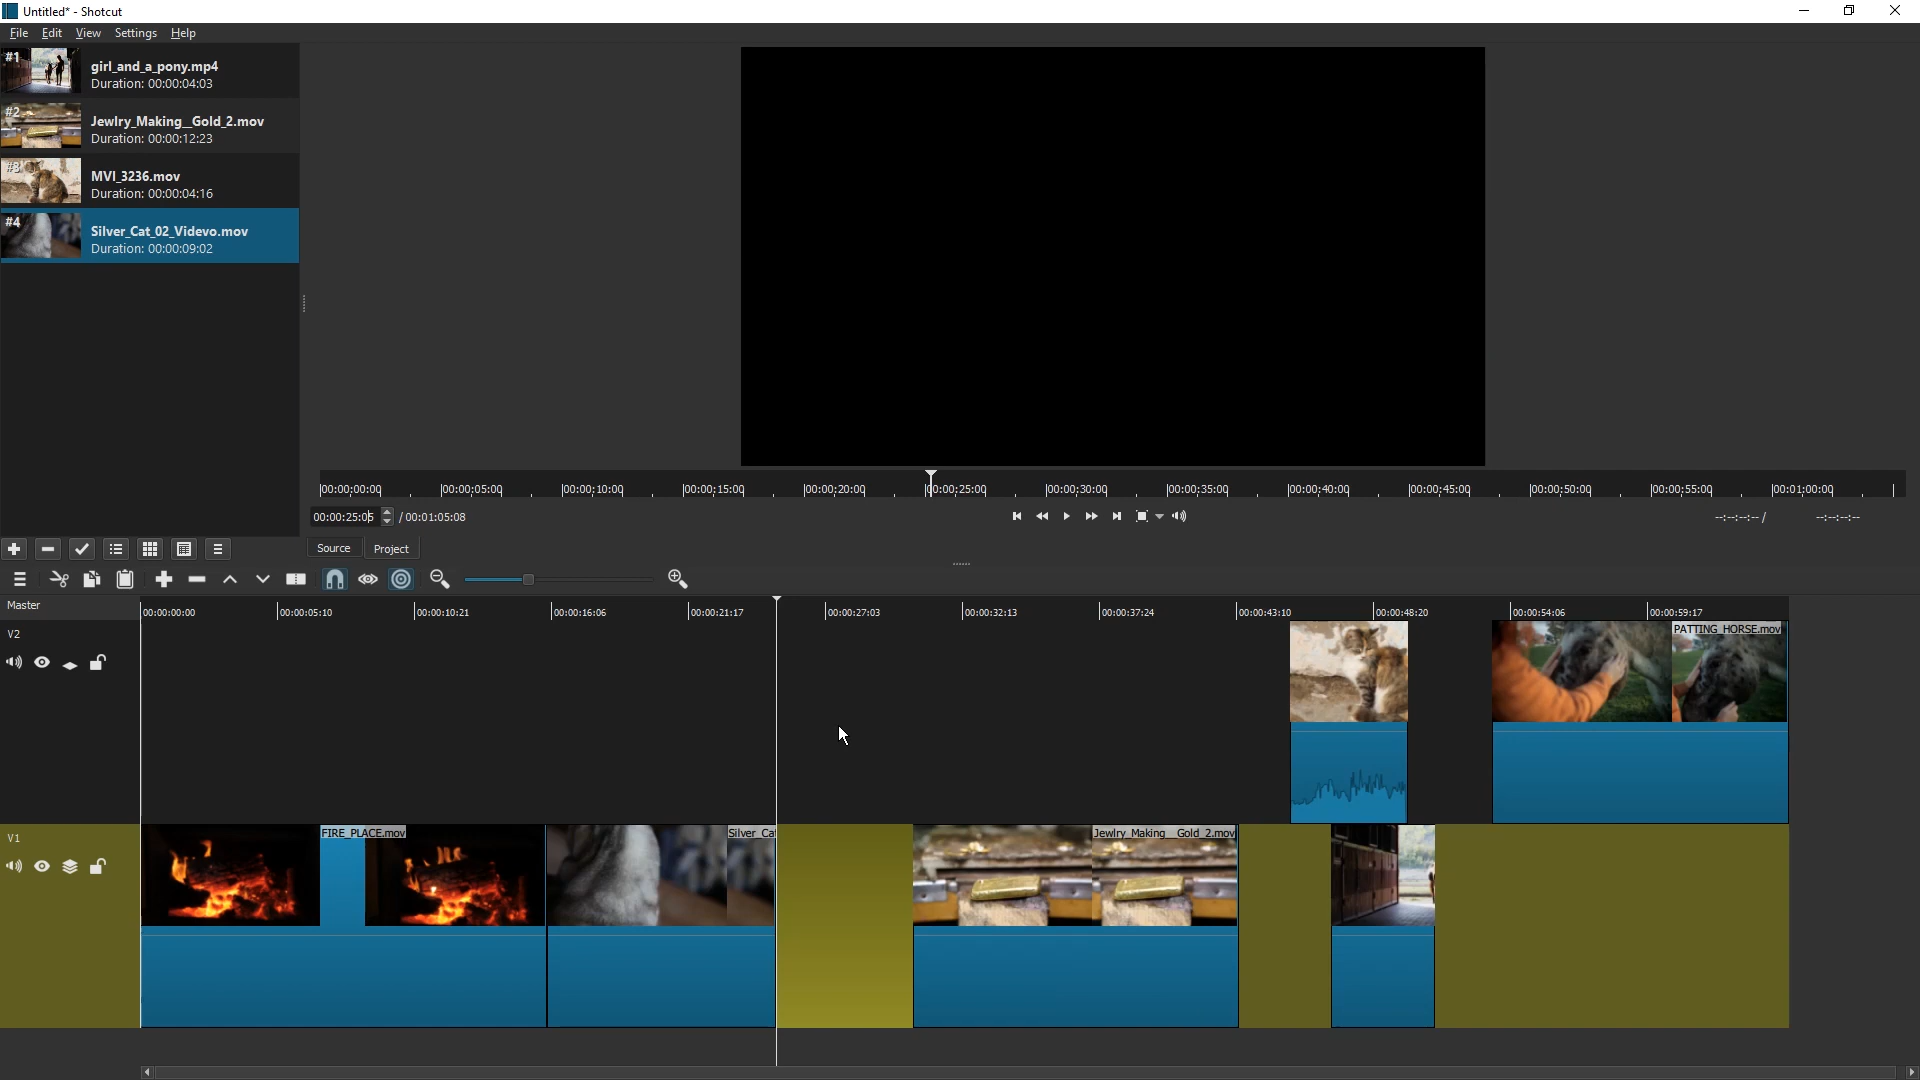 Untitled* - Shotcut
File Edit View Settings Help
#1 girl_and_a_pony.mp4
Duration: 00:00:04:03
#2 Jewlry_Making__Gold_2.mov
Duration: 00:00:12:23
#3 MVI_3236.mov
Duration: 00:00:04:16
#4 Silver_Cat_02_Videvo.mov
Duration: 00:00:09:02
00:00:00;00 00:00:05;00 00:00:10;00 00:00:15;00 00:00:20;00 00:00:25;00 00:00:30;00 00:00:35;00 00:00:40;00 00:00:45;00 00:00:50;00 00:00:55;00 00:01:00;00
00:00:25:05 / 00:01:05:08 --:--:--:-- / --:--:--:--
Source Project
Master
00:00:00:00 00:00:05:10 00:00:10:21 00:00:16:06 00:00:21:17 00:00:27:03 00:00:32:13 00:00:37:24 00:00:43:10 00:00:48:20 00:00:54:06 00:00:59:17
V2
PATTING_HORSE.mov
V1
FIRE_PLACE.mov Silver_Cat Jewlry_Making__Gold_2.mov